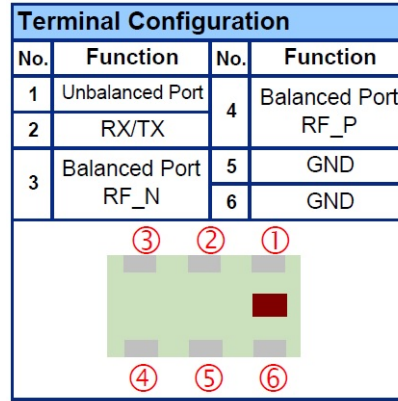 Terminal Configuration
No. Function No. Function
1 Unbalanced Port 4 Balanced Port RF_P
2 RX/TX
3 Balanced Port RF_N 5 GND
6 GND
③ ② ①
④ ⑤ ⑥